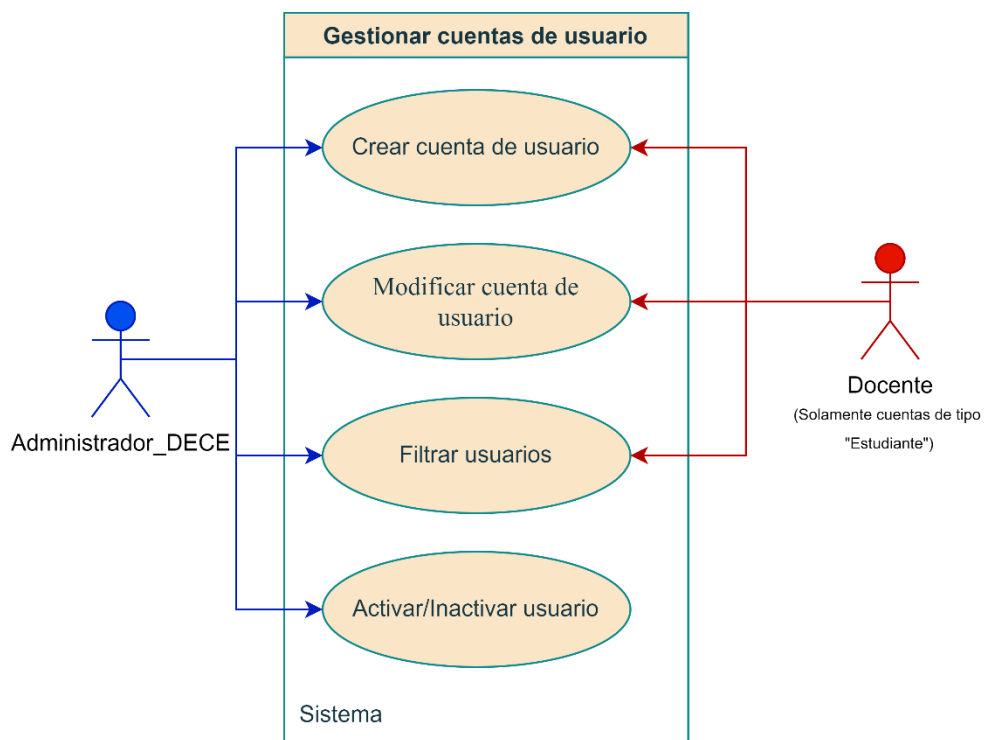 Gestionar cuentas de usuario
Crear cuenta de usuario
Modificar cuenta de
usuario
Filtrar usuarios
Activar/Inactivar usuario
Sistema
Administrador_DECE
Docente
(Solamente cuentas de tipo
"Estudiante")